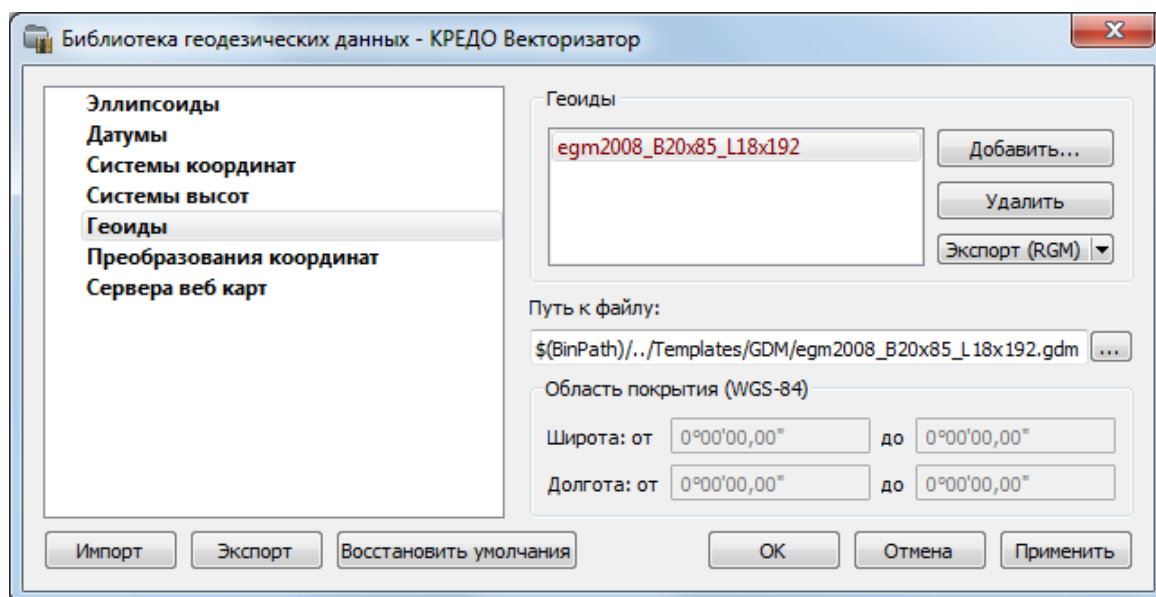 Библиотека геодезических данных - КРЕДО Векторизатор
Эллипсоиды
Датумы
Системы координат
Системы высот
Геоиды
Преобразования координат
Сервера веб карт
Геоиды
egm2008_B20x85_L18x192
Добавить...
Удалить
Экспорт (RGM)
Путь к файлу:
$(BinPath)/../Templates/GDM/egm2008_B20x85_L18x192.gdm ...
Область покрытия (WGS-84)
Широта: от 0°00'00,00" до 0°00'00,00"
Долгота: от 0°00'00,00" до 0°00'00,00"
Импорт Экспорт Восстановить умолчания ОК Отмена Применить